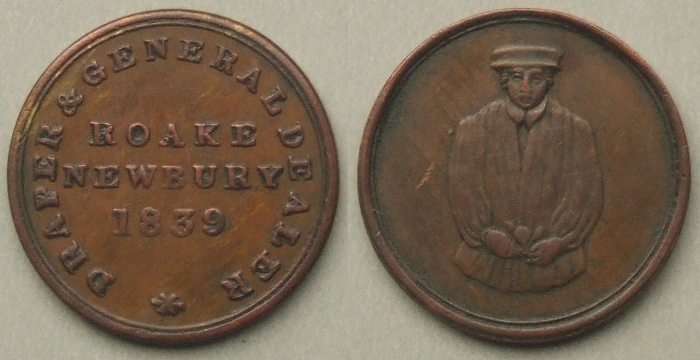 DRAPER & GENERAL DEALER
ROAKE
NEWBURY
1839